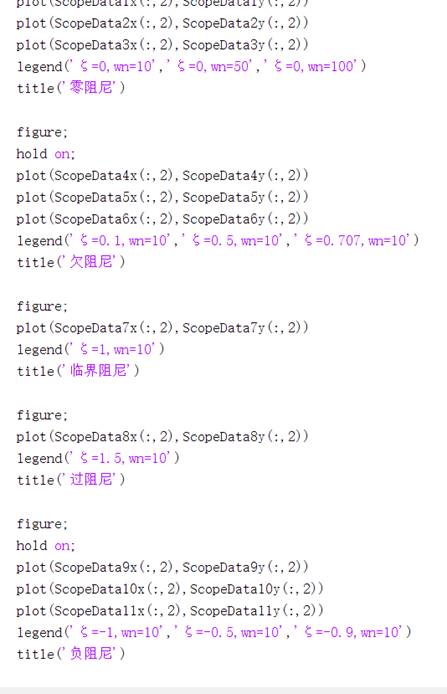 plot(ScopeData1x(:,2),ScopeData1y(:,2))
plot(ScopeData2x(:,2),ScopeData2y(:,2))
plot(ScopeData3x(:,2),ScopeData3y(:,2))
legend('ζ=0,wn=10','ζ=0,wn=50','ζ=0,wn=100')
title('零阻尼')
figure;
hold on;
plot(ScopeData4x(:,2),ScopeData4y(:,2))
plot(ScopeData5x(:,2),ScopeData5y(:,2))
plot(ScopeData6x(:,2),ScopeData6y(:,2))
legend('ζ=0.1,wn=10','ζ=0.5,wn=10','ζ=0.707,wn=10')
title('欠阻尼')
figure;
plot(ScopeData7x(:,2),ScopeData7y(:,2))
legend('ζ=1,wn=10')
title('临界阻尼')
figure;
plot(ScopeData8x(:,2),ScopeData8y(:,2))
legend('ζ=1.5,wn=10')
title('过阻尼')
figure;
hold on;
plot(ScopeData9x(:,2),ScopeData9y(:,2))
plot(ScopeData10x(:,2),ScopeData10y(:,2))
plot(ScopeData11x(:,2),ScopeData11y(:,2))
legend('ζ=-1,wn=10','ζ=-0.5,wn=10','ζ=-0.9,wn=10')
title('负阻尼')